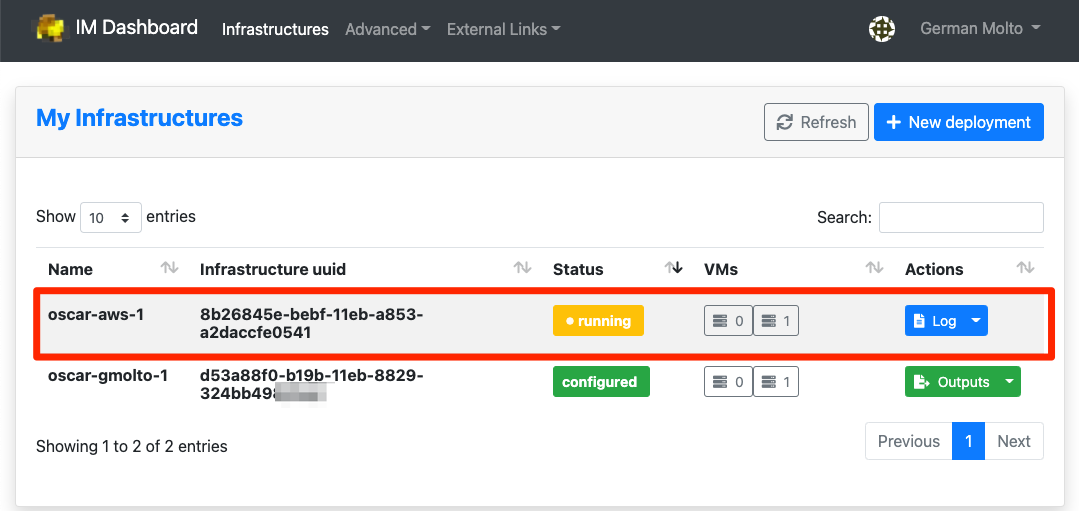 IM Dashboard Infrastructures Advanced External Links German Molto
My Infrastructures Refresh New deployment
Show 10 entries Search:
Name Infrastructure uuid Status VMs Actions
oscar-aws-1 8b26845e-bebf-11eb-a853- running 0 1 Log
a2daccfe0541
oscar-gmolto-1 d53a88f0-b19b-11eb-8829- configured 0 1 Outputs
324bb498
Showing 1 to 2 of 2 entries Previous 1 Next